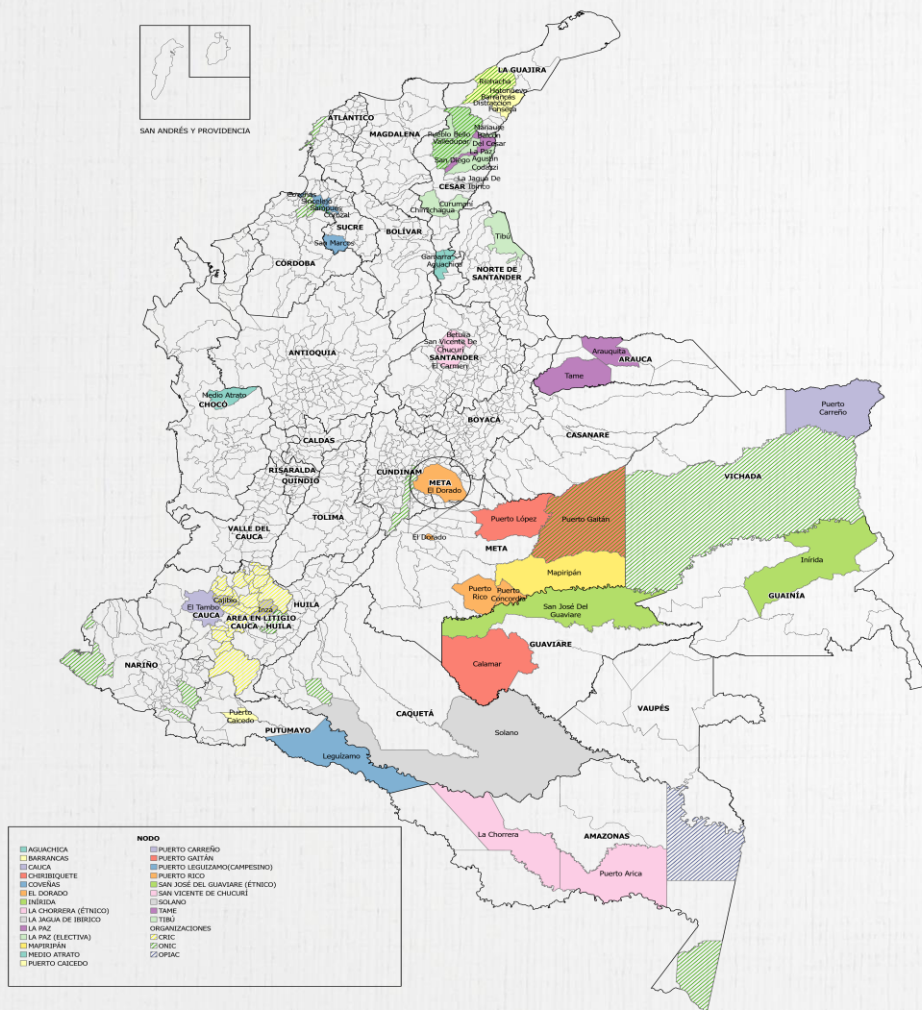 SAN ANDRÉS Y PROVIDENCIA
LA GUAJIRA
Riohacha
Hatonuevo
Barrancas
Distracción
Fonseca
ATLÁNTICO
MAGDALENA
Manaure
Pueblo Bello
Balcón
Valledupar
Del Cesar
La Paz
San Diego
Agustín
Codazzi
La Jagua De
CESAR
Ibirico
Curumaní
Chimichagua
Coveñas
Sincelejo
Sampués
Corozal
SUCRE
BOLÍVAR
San Marcos
Tibú
CÓRDOBA
Gamarra
Aguachica
NORTE DE
SANTANDER
Betulia
San Vicente De
Chucurí
SANTANDER
El Carmen
ANTIOQUIA
Arauquita
ARAUCA
Tame
Medio Atrato
CHOCÓ
Puerto
Carreño
BOYACÁ
CASANARE
CALDAS
RISARALDA
QUINDIO
CUNDINAM
META
El Dorado
VICHADA
TOLIMA
Puerto López
Puerto Gaitán
VALLE DEL
CAUCA
El Dorado
META
Inírida
Mapiripán
GUAINÍA
Puerto
Rico
Puerto
Concordia
San José Del
Guaviare
HUILA
Cajibío
Inzá
El Tambo
CAUCA
AREA EN LITIGIO
CAUCA - HUILA
GUAVIARE
NARIÑO
Calamar
VAUPÉS
CAQUETÁ
Puerto
Caicedo
PUTUMAYO
Solano
Leguízamo
La Chorrera
AMAZONAS
Puerto Arica
NODO
AGUACHICA
BARRANCAS
CAUCA
CHIRIBIQUETE
COVEÑAS
EL DORADO
INÍRIDA
LA CHORRERA (ÉTNICO)
LA JAGUA DE IBIRICO
LA PAZ
LA PAZ (ELECTIVA)
MAPIRIPÁN
MEDIO ATRATO
PUERTO CAICEDO
PUERTO CARREÑO
PUERTO GAITÁN
PUERTO LEGUIZAMO(CAMPESINO)
PUERTO RICO
SAN JOSÉ DEL GUAVIARE (ÉTNICO)
SAN VICENTE DE CHUCURÍ
SOLANO
TAME
TIBÚ
ORGANIZACIONES
CRIC
ONIC
OPIAC